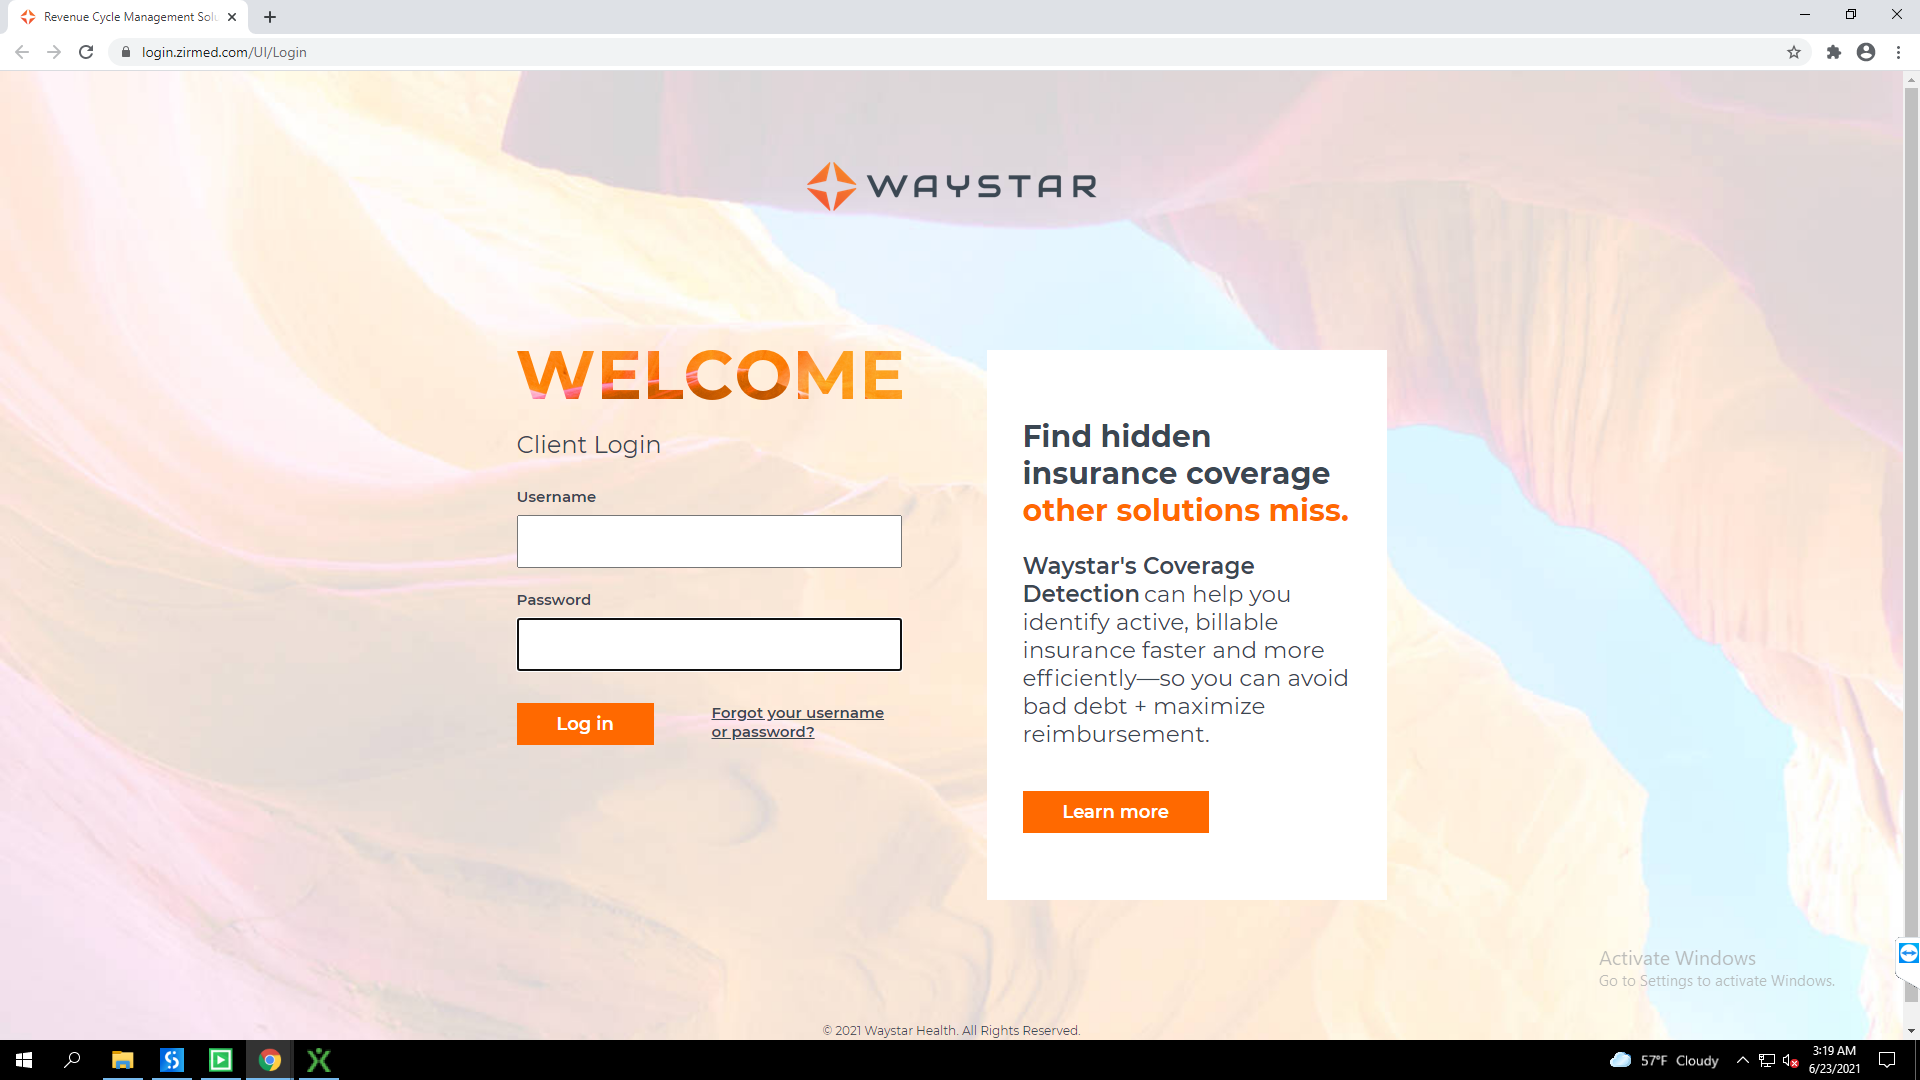 Revenue Cycle Management Solu
login.zirmed.com/UI/Login
WAYSTAR
WELCOME
Client Login
Username
Password
Log in
Forgot your username
or password?
Find hidden
insurance coverage
other solutions miss.
Waystar's Coverage
Detection can help you
identify active, billable
insurance faster and more
efficiently—so you can avoid
bad debt + maximize
reimbursement.
Learn more
Activate Windows
Go to Settings to activate Windows.
© 2021 Waystar Health. All Rights Reserved.
57°F Cloudy
3:19 AM
6/23/2021